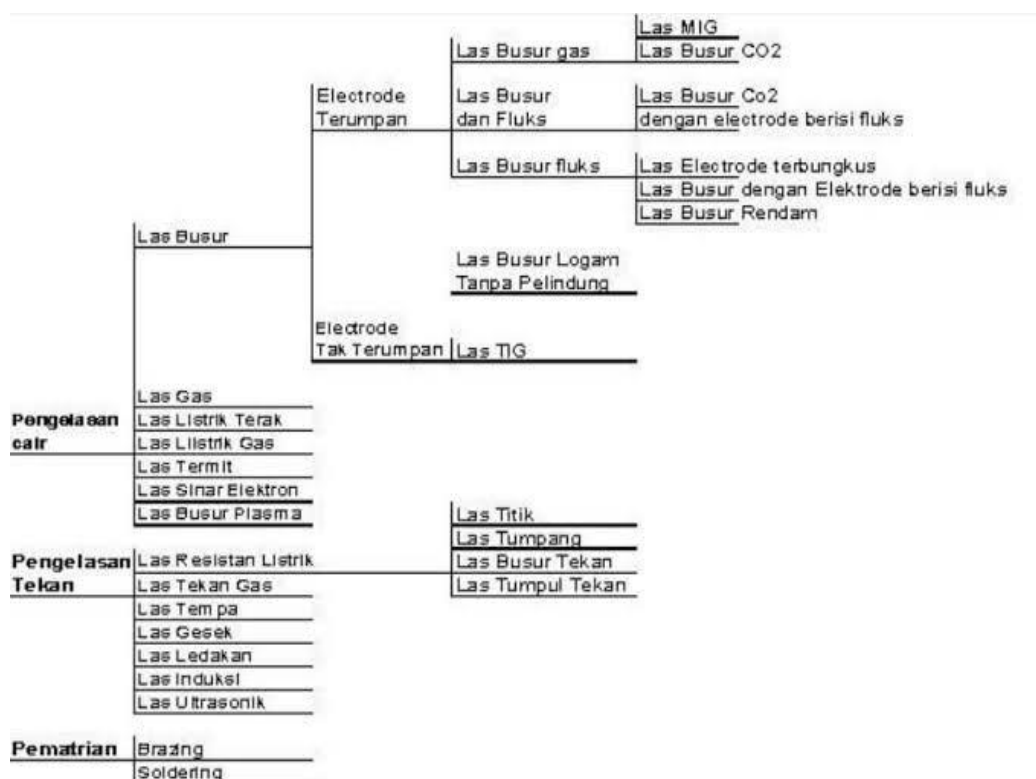 Las MIG
Las Busur gas
Las Busur CO2
Electrode
Terumpan
Las Busur
dan Fluks
Las Busur Co2
dengan electrode berisi fluks
Las Busur fluks
Las Electrode terbungkus
Las Busur dengan Elektrode berisi fluks
Las Busur Rendam
Las Busur
Las Busur Logam
Tanpa Pelindung
Electrode
Tak Terumpan
Las TIG
Pengelasan
cair
Las Gas
Las Listrik Terak
Las Liistrik Gas
Las Termit
Las Sinar Elektron
Las Busur Plasma
Pengelasan
Tekan
Las Resistan Listrik
Las Titik
Las Tumpang
Las Busur Tekan
Las Tumpul Tekan
Las Tekan Gas
Las Tempa
Las Gesek
Las Ledakan
Las Induksi
Las Ultrasonik
Pematrian
Brazing
Soldering